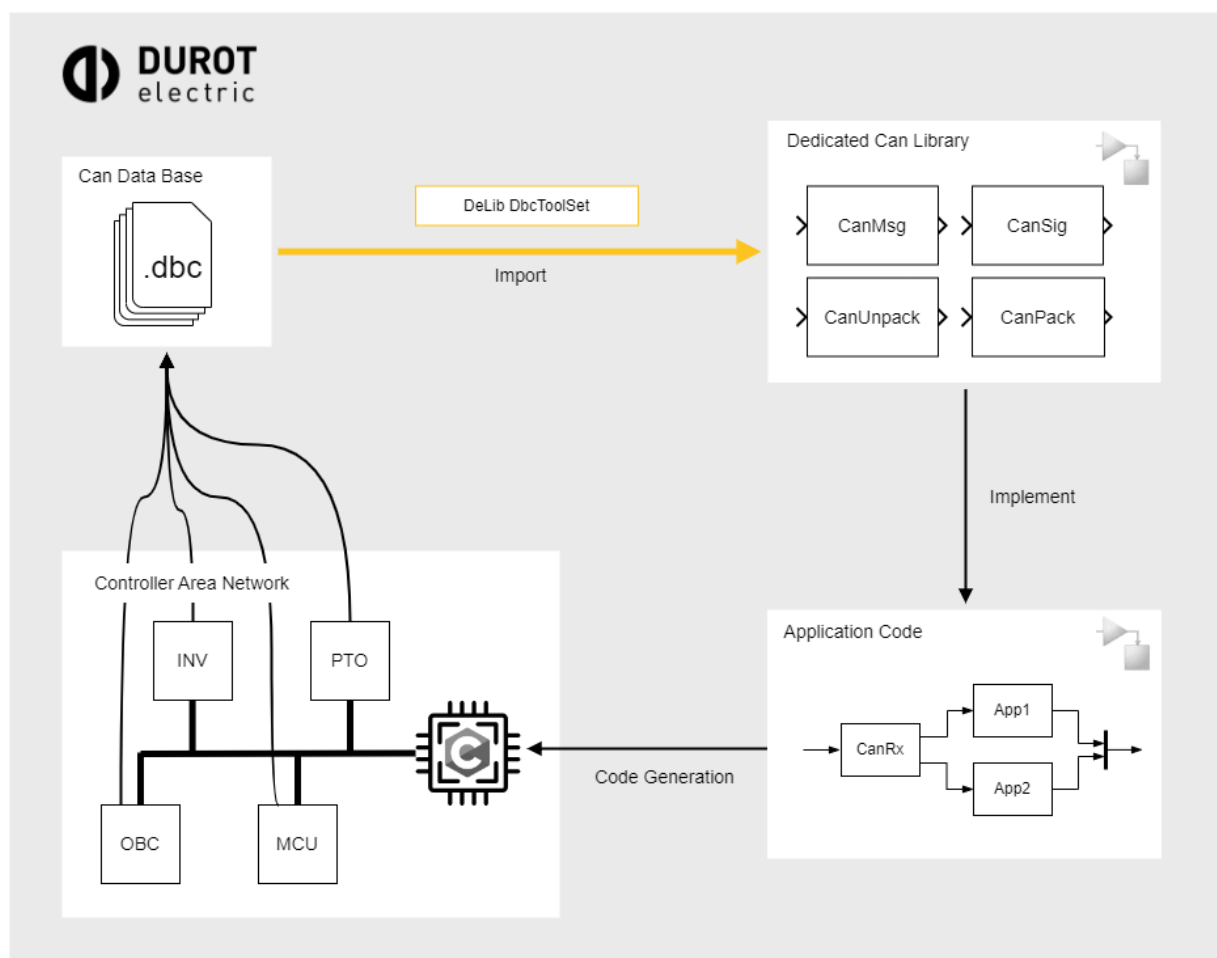 DUROT
electric
Can Data Base
.dbc
DeLib DbcToolSet
Import
Dedicated Can Library
CanMsg
CanSig
CanUnpack
CanPack
Implement
Controller Area Network
INV
PTO
C
OBC
MCU
Code Generation
Application Code
CanRx
App1
App2